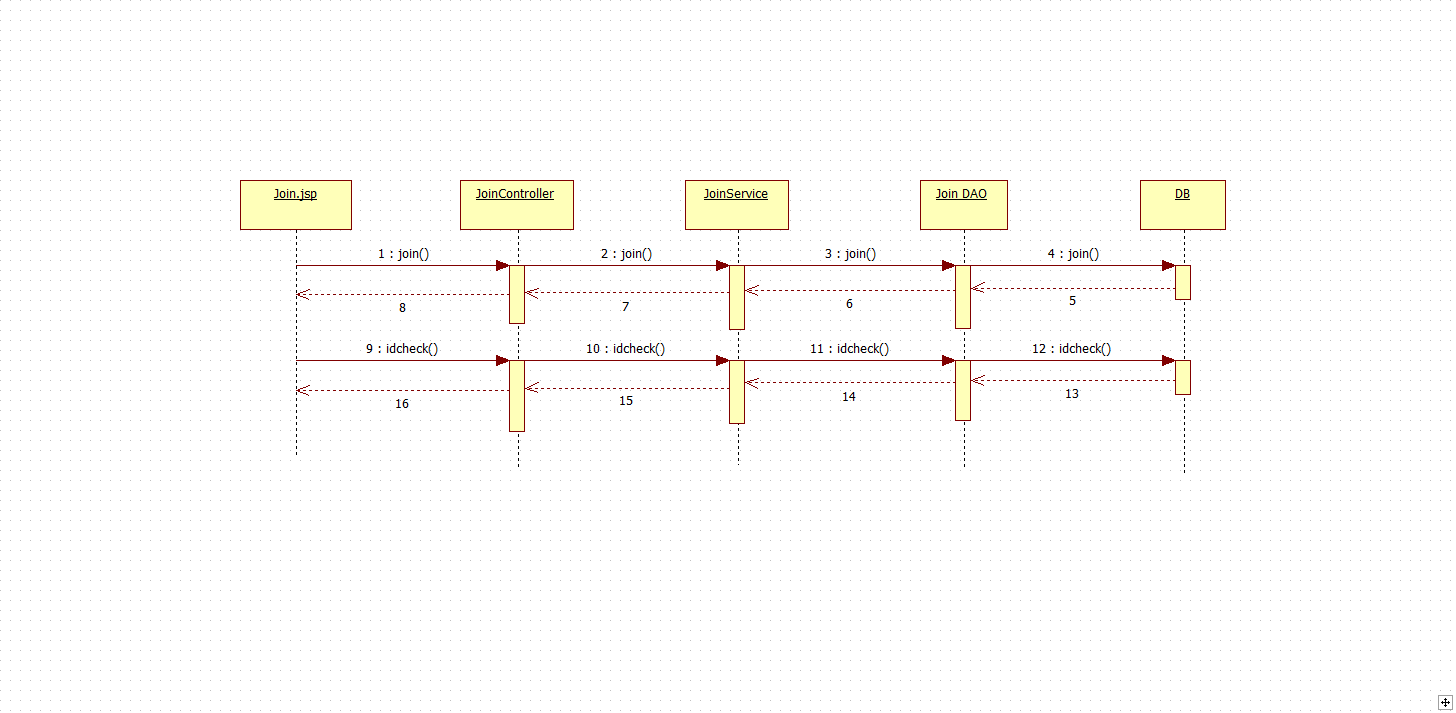 Join.jsp
JoinController
JoinService
Join DAO
DB
1 : join()
2 : join()
3 : join()
4 : join()
8
7
6
5
9 : idcheck()
10 : idcheck()
11 : idcheck()
12 : idcheck()
16
15
14
13